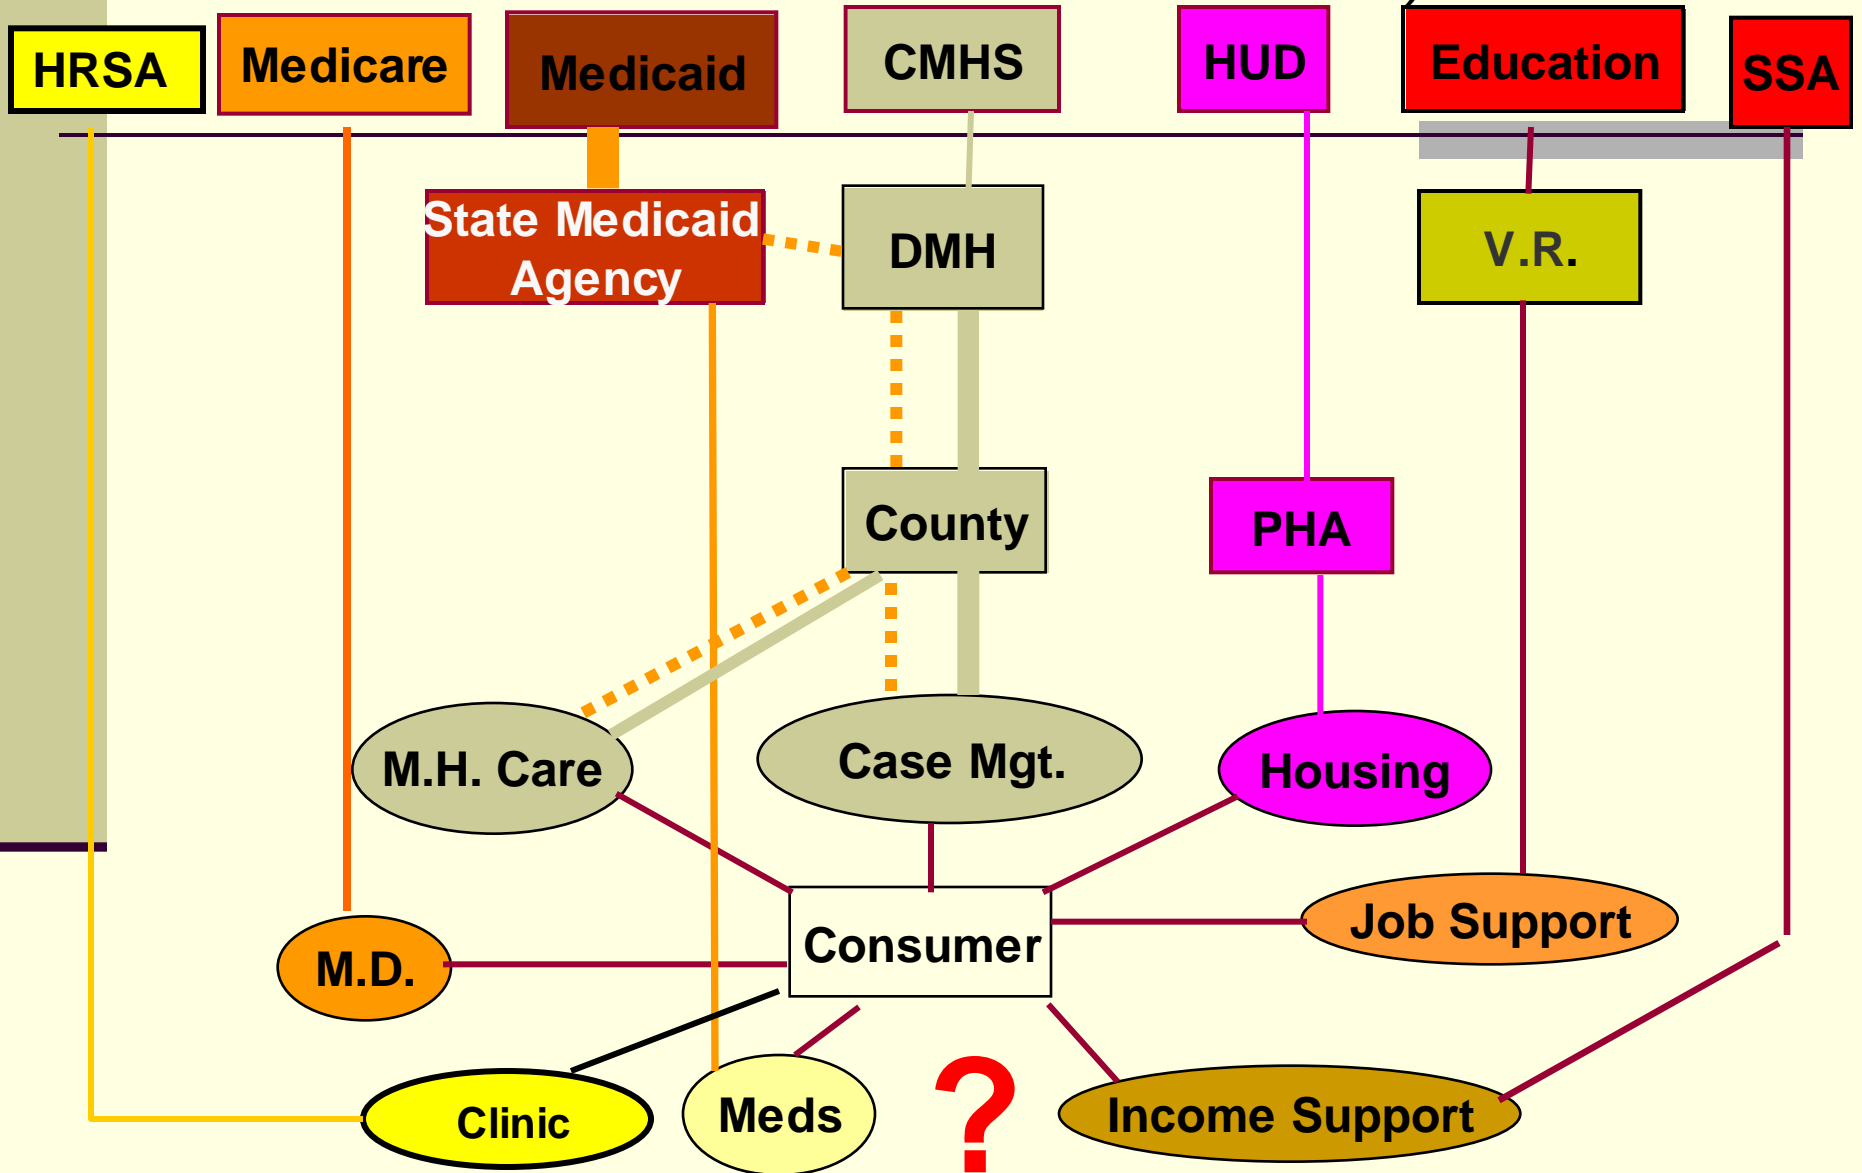 HRSA
Medicare
Medicaid
CMHS
HUD
Education
SSA
State Medicaid
Agency
DMH
V.R.
County
PHA
M.H. Care
Case Mgt.
Housing
Consumer
Job Support
M.D.
Clinic
Meds
?
Income Support